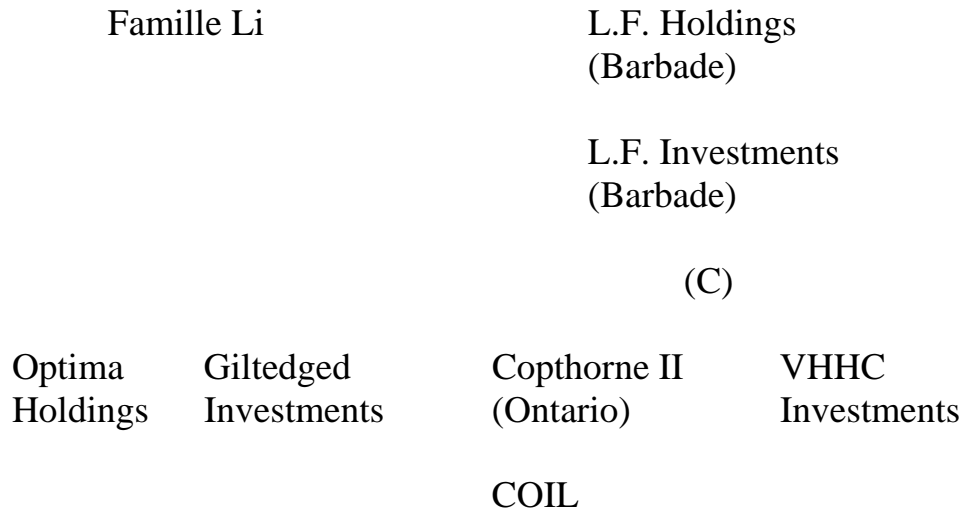 Famille Li L.F. Holdings
(Barbade)
L.F. Investments
(Barbade)
(C)
Optima Giltedged Copthorne II VHHC
Holdings Investments (Ontario) Investments
COIL